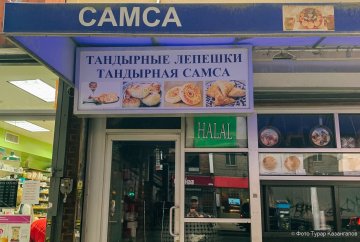 САМСА
ТАНДЫРНЫЕ ЛЕПЕШКИ
ТАНДЫРНАЯ САМСА
HALAL
© Фото Турар Казангапов